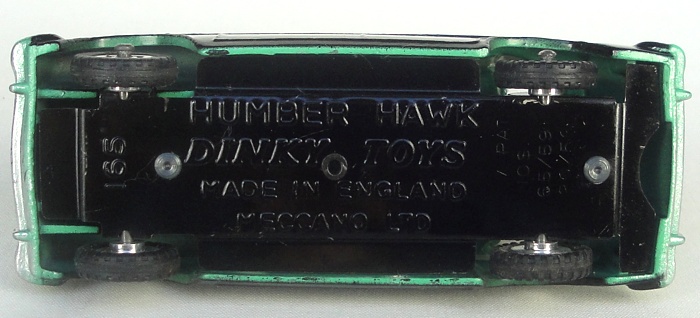 HUMBER HAWK
DINKY TOYS
MADE IN ENGLAND
MECCANO LTD
165